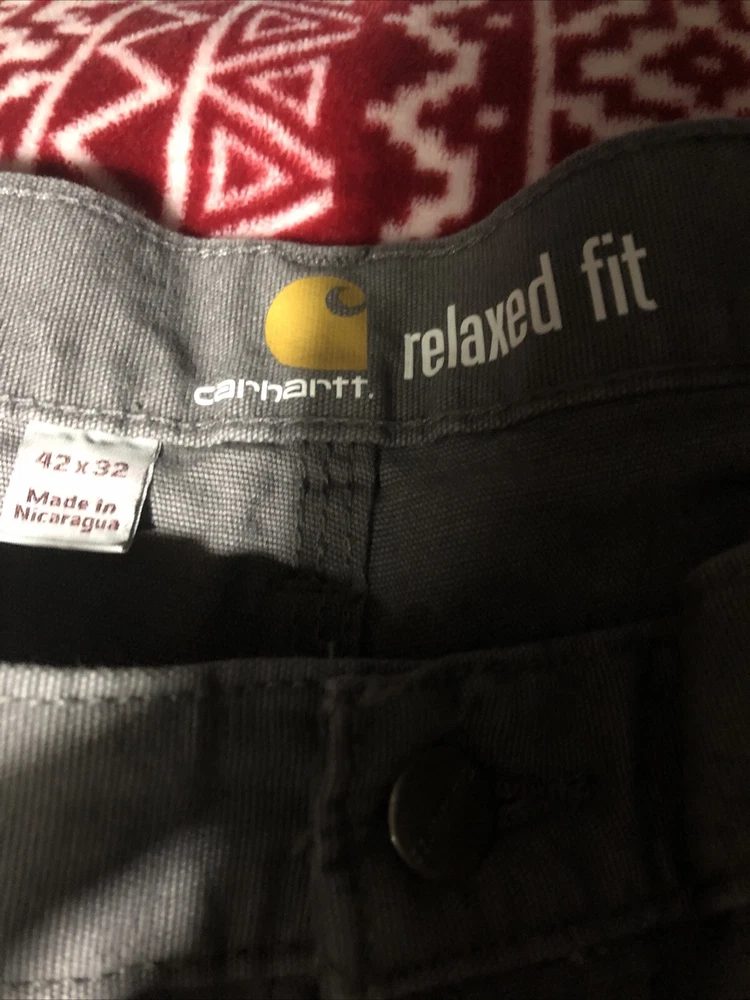 carhartt.
relaxed fit
42 x 32
Made in
Nicaragua